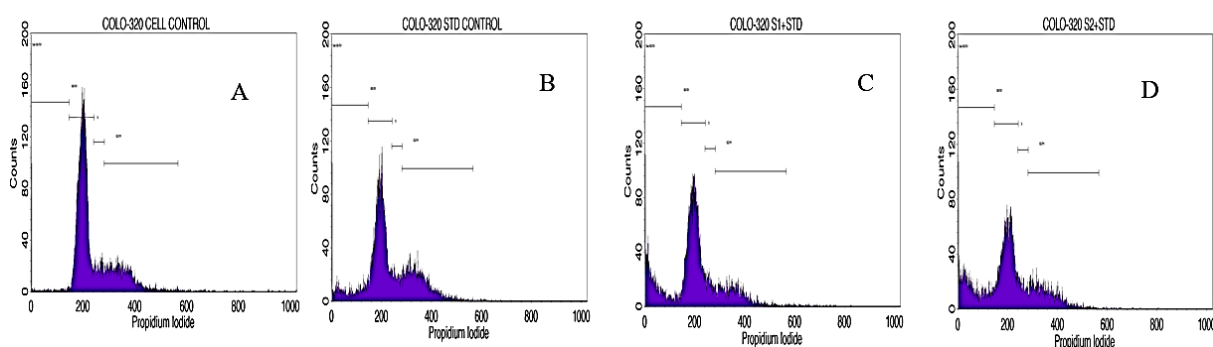 COLO-320 CELL CONTROL
A
Counts
200
160
120
80
40
0
0 200 400 600 800 1000
Propidium Iodide
COLO-320 STD CONTROL
B
Counts
200
160
120
80
40
0
0 200 400 600 800 1000
Propidium Iodide
COLO-320 S1+STD
C
Counts
200
160
120
80
40
0
0 200 400 600 800 1000
Propidium Iodide
COLO-320 S2+STD
D
Counts
200
160
120
80
40
0
0 200 400 600 800 1000
Propidium Iodide